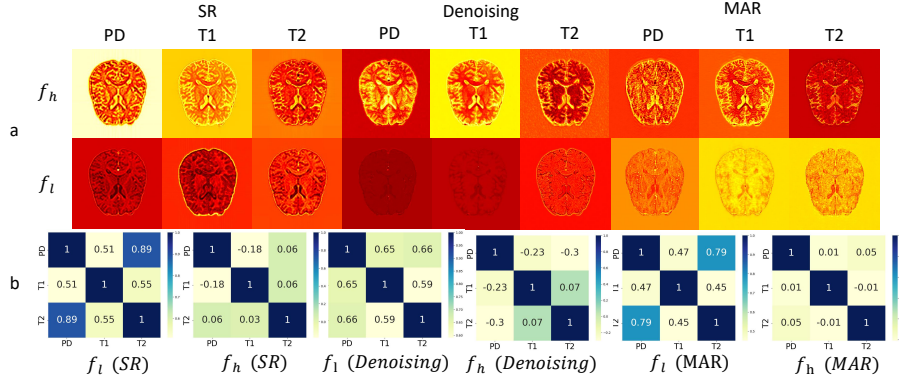 SR Denoising MAR
PD T1 T2 PD T1 T2 PD T1 T2
f_h
a
f_l
b
PD 1 0.51 0.89
T1 0.51 1 0.55
T2 0.89 0.55 1
PD T1 T2
f_l (SR)
PD 1 -0.18 0.06
T1 -0.18 1 0.06
T2 0.06 0.03 1
PD T1 T2
f_h (SR)
PD 1 0.65 0.66
T1 0.65 1 0.59
T2 0.66 0.59 1
PD T1 T2
f_l (Denoising)
PD 1 -0.23 -0.3
T1 -0.23 1 0.07
T2 -0.3 0.07 1
PD T1 T2
f_h (Denoising)
PD 1 0.47 0.79
0.47 1 0.45
0.79 0.45 1
PD T1 T2
f_l (MAR)
PD 1 0.01 0.05
T1 0.01 1 -0.01
T2 0.05 -0.01 1
PD T1 T2
f_h (MAR)